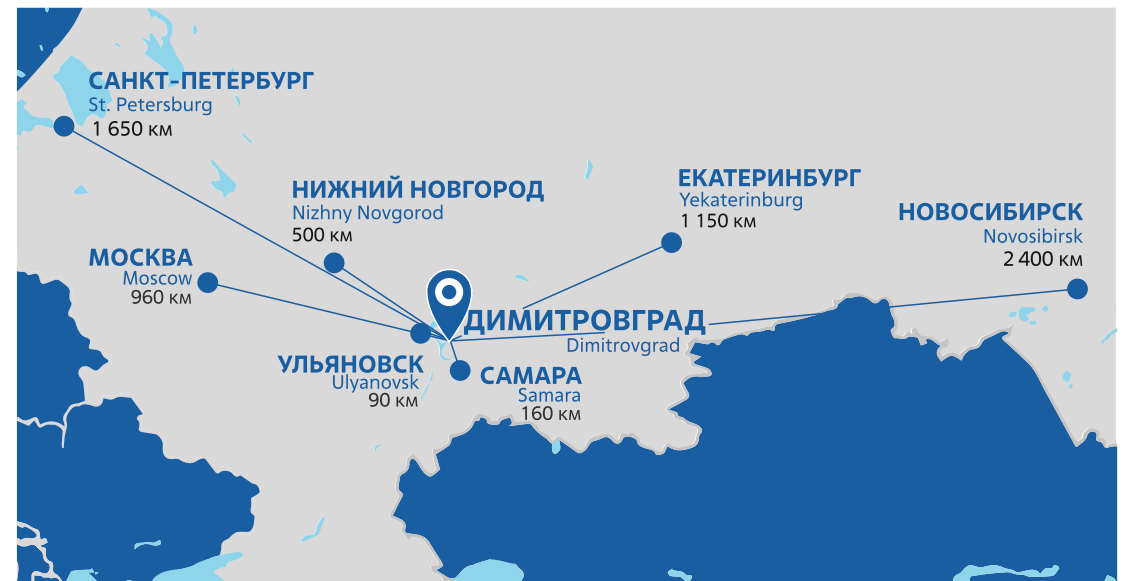 САНКТ-ПЕТЕРБУРГ
St. Petersburg
1 650 км
НИЖНИЙ НОВГОРОД
Nizhny Novgorod
500 км
ЕКАТЕРИНБУРГ
Yekaterinburg
1 150 км
НОВОСИБИРСК
Novosibirsk
2 400 км
МОСКВА
Moscow
960 км
ДИМИТРОВГРАД
Dimitrovgrad
УЛЬЯНОВСК
Ulyanovsk
90 км
САМАРА
Samara
160 км